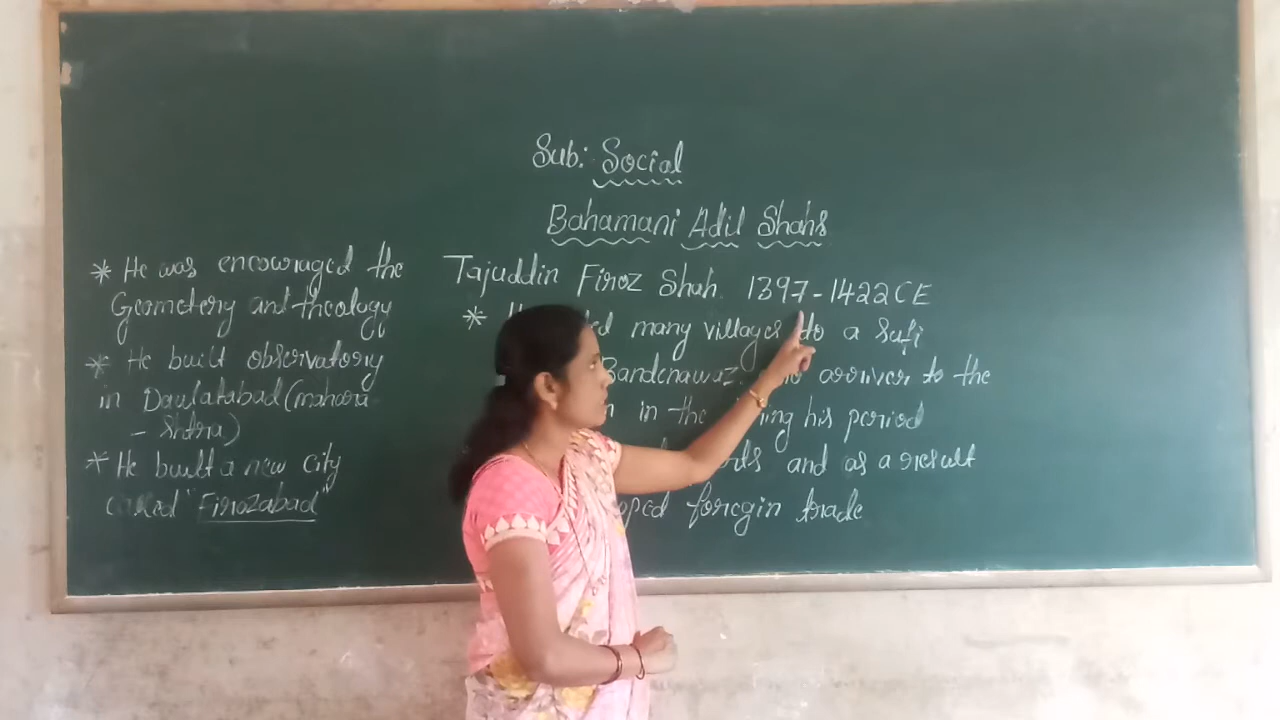 Sub: Social
Bahamani Adil Shahs
Tajuddin Firoz Shah. 1397-1422CE
* many villages to a Sufi
Bandenawaz. arriver to the
in the his period
and as a result
foregin trade
* He was encouraged the
Geometery and theology
* He built observatory
in Daulatabad (mahara
- Shtra)
* He built a new city
called "Firozabad"